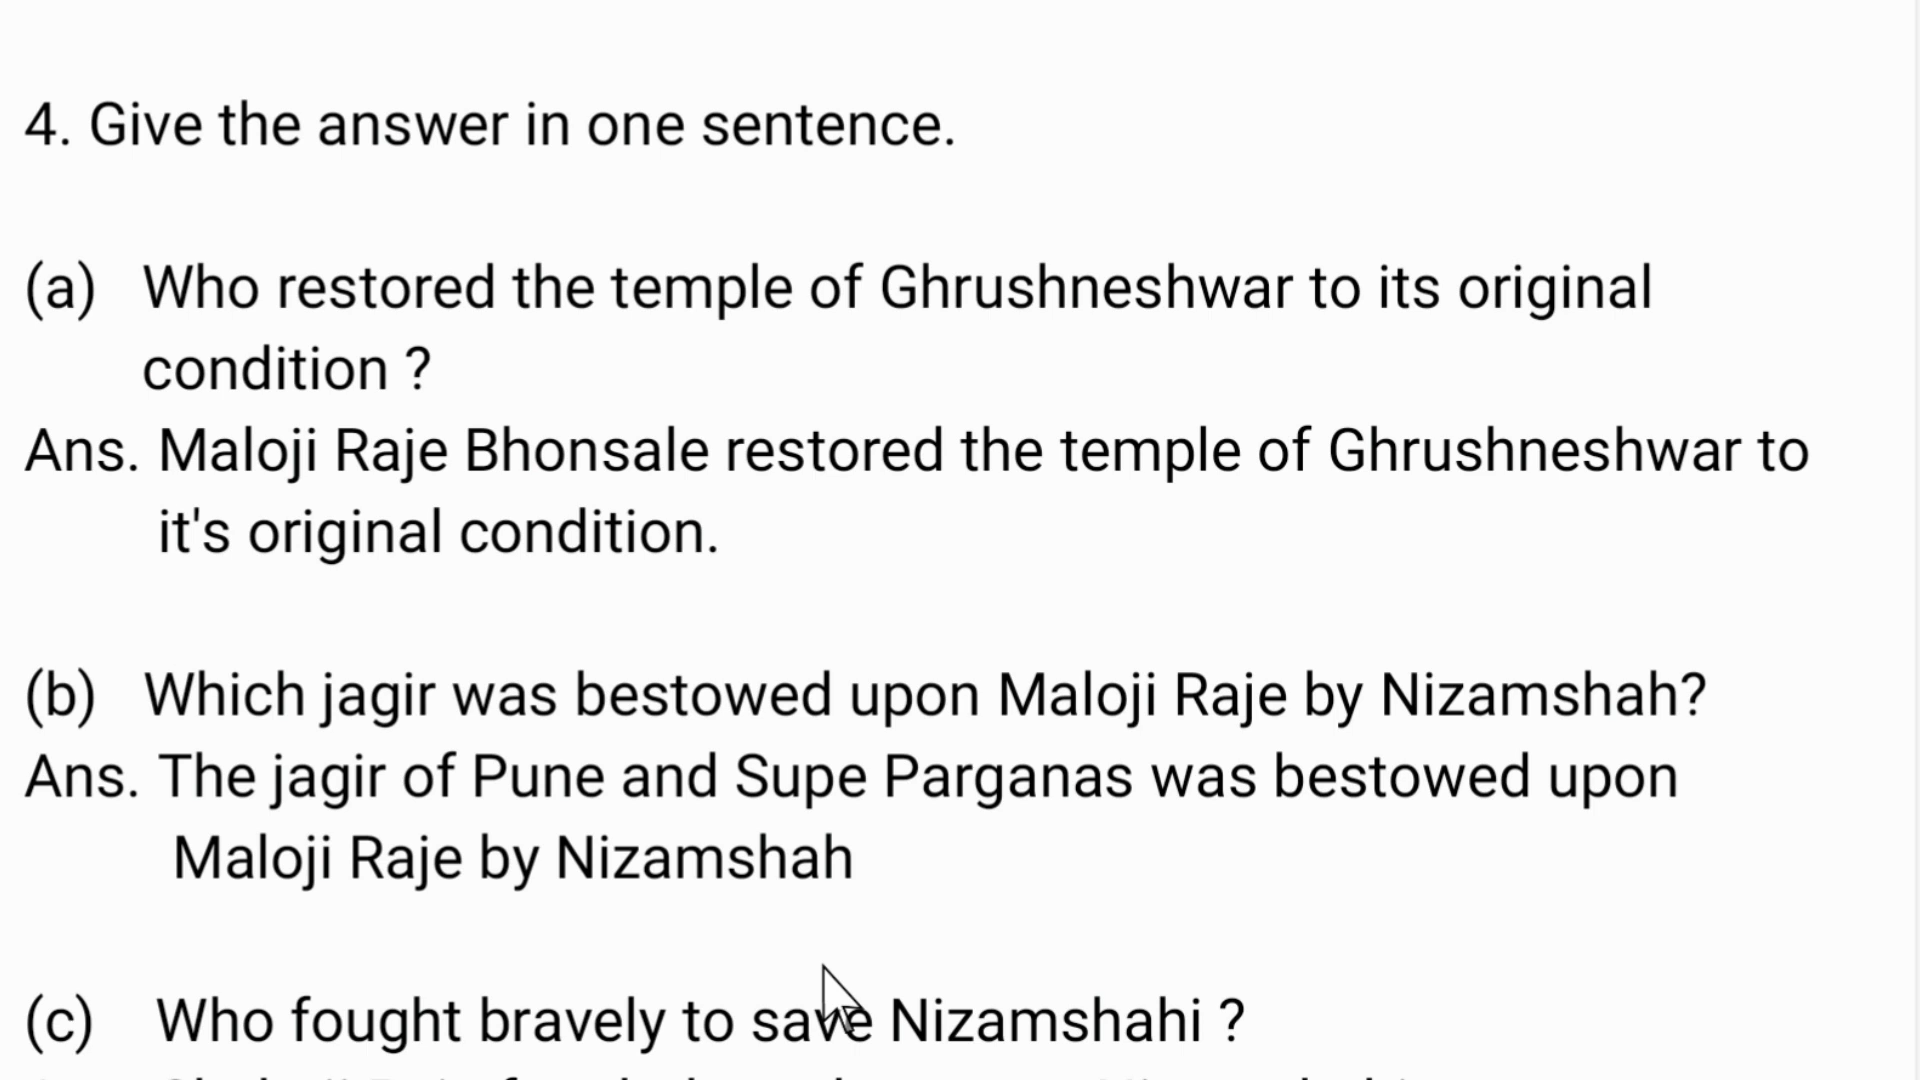 4. Give the answer in one sentence.
(a) Who restored the temple of Ghrushneshwar to its original
condition ?
Ans. Maloji Raje Bhonsale restored the temple of Ghrushneshwar to
it's original condition.
(b) Which jagir was bestowed upon Maloji Raje by Nizamshah?
Ans. The jagir of Pune and Supe Parganas was bestowed upon
Maloji Raje by Nizamshah
(c) Who fought bravely to save Nizamshahi ?